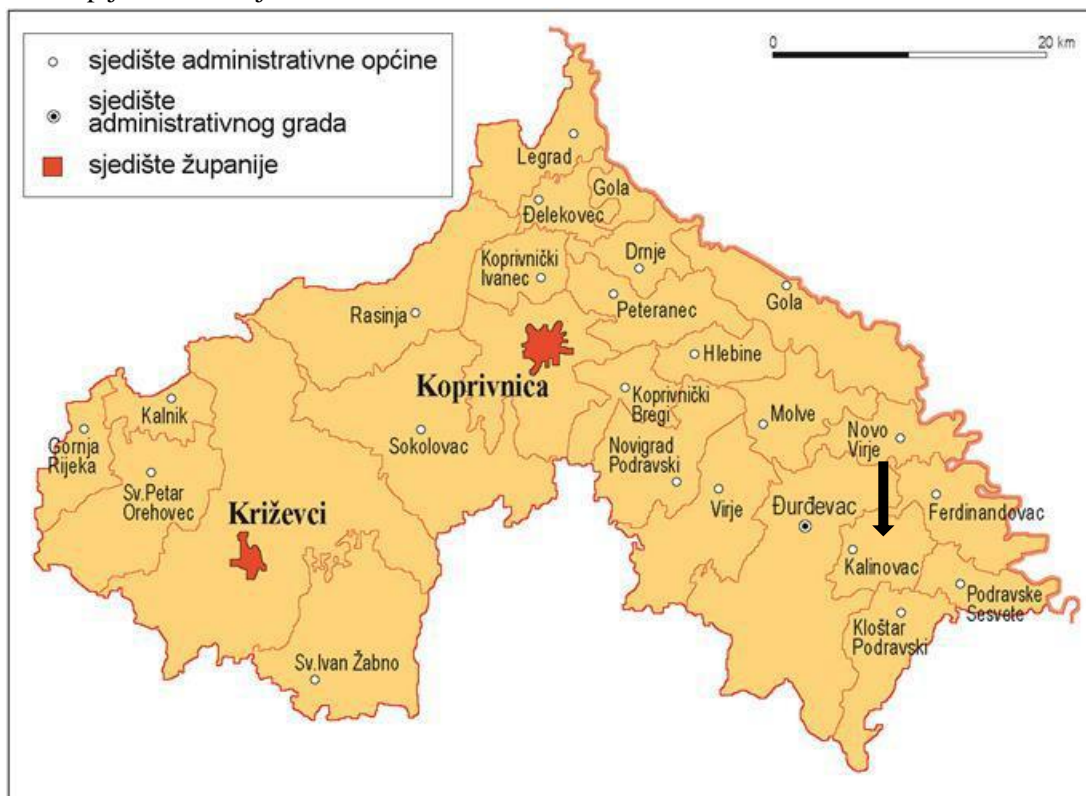 sjedište administrativne općine
sjedište
administrativnog grada
sjedište županije
0 20 km
Legrad
Gola
Đelekovec
Drnje
Koprivnički
Ivanec
Gola
Peteranec
Rasinja
Hlebine
Koprivnica
Koprivnički
Bregi
Kalnik
Molve
Novo
Virje
Gornja
Rijeka
Sokolovac
Novigrad
Podravski
Sv.Petar
Orehovec
Virje
Đurđevac
Ferdinandovac
Križevci
Kalinovac
Podravske
Sesvete
Kloštar
Podravski
Sv.Ivan Žabno